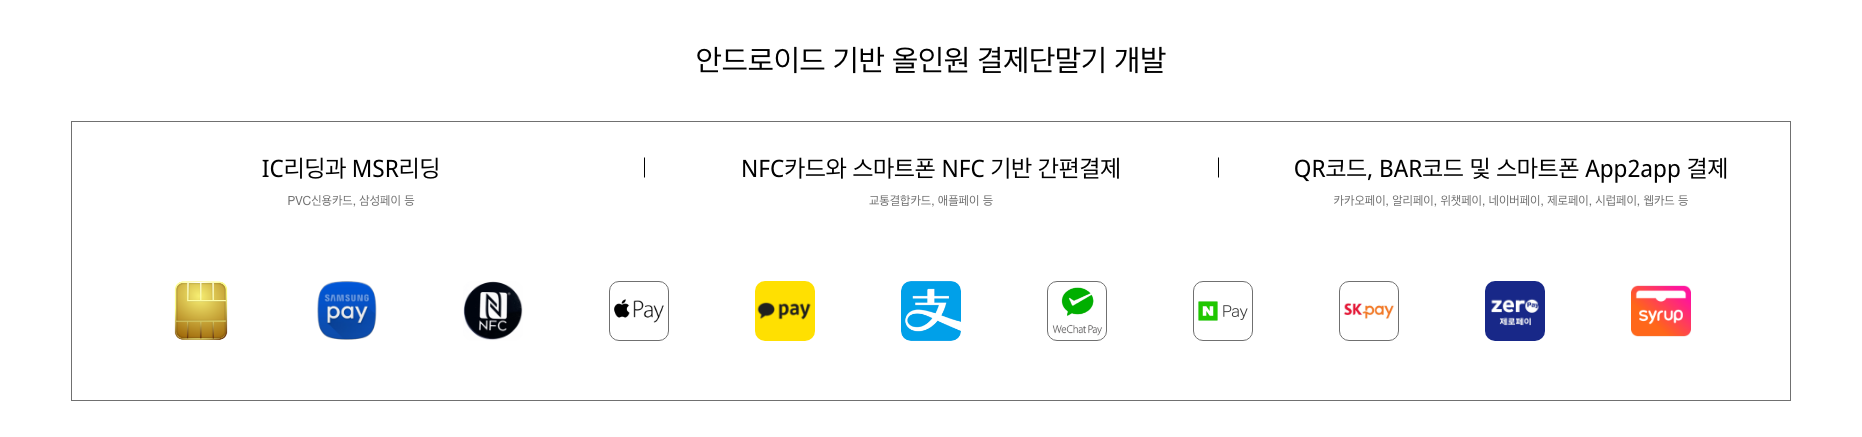 안드로이드 기반 올인원 결제단말기 개발
IC리딩과 MSR리딩
PVC신용카드, 삼성페이 등
NFC카드와 스마트폰 NFC 기반 간편결제
교통결합카드, 애플페이 등
QR코드, BAR코드 및 스마트폰 App2app 결제
카카오페이, 알리페이, 위챗페이, 네이버페이, 제로페이, 시럽페이, 웹카드 등
SAMSUNG
pay
NFC
Pay
pay
支
WeChat Pay
N Pay
SK pay
zero Pay
제로페이
syrup